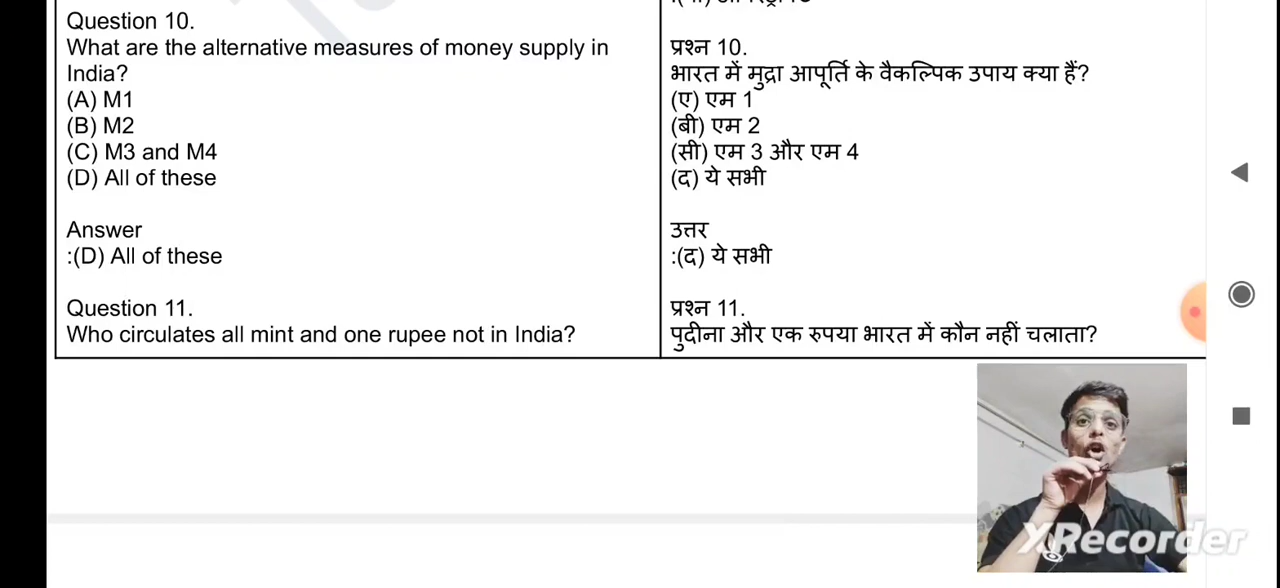 Question 10.
What are the alternative measures of money supply in
India?
(A) M1
(B) M2
(C) M3 and M4
(D) All of these
Answer
:(D) All of these
Question 11.
Who circulates all mint and one rupee not in India?
प्रश्न 10.
भारत में मुद्रा आपूर्ति के वैकल्पिक उपाय क्या हैं?
(ए) एम 1
(बी) एम 2
(सी) एम 3 और एम 4
(द) ये सभी
उत्तर
:(द) ये सभी
प्रश्न 11.
पुदीना और एक रुपया भारत में कौन नहीं चलाता?
XRecorder